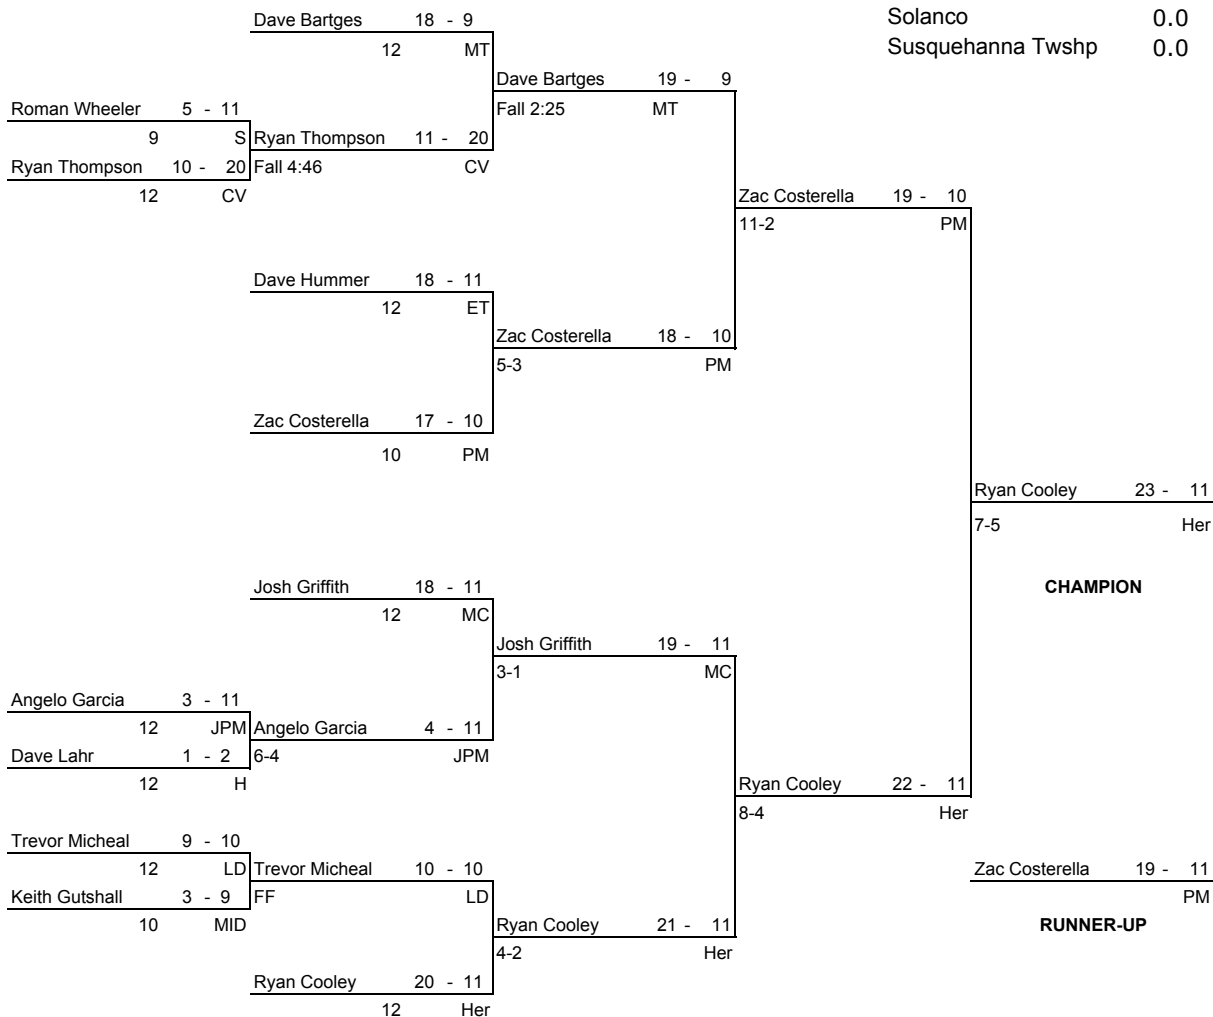 Solanco 0.0
Susquehanna Twshp 0.0
Dave Bartges 18 - 9
12 MT
Dave Bartges 19 - 9
Fall 2:25 MT
Roman Wheeler 5 - 11
9 S
Ryan Thompson 11 - 20
Fall 4:46 CV
Ryan Thompson 10 - 20
12 CV
Zac Costerella 19 - 10
11-2 PM
Dave Hummer 18 - 11
12 ET
Zac Costerella 18 - 10
5-3 PM
Zac Costerella 17 - 10
10 PM
Ryan Cooley 23 - 11
7-5 Her
CHAMPION
Josh Griffith 18 - 11
12 MC
Josh Griffith 19 - 11
3-1 MC
Angelo Garcia 3 - 11
12 JPM
Angelo Garcia 4 - 11
6-4 JPM
Dave Lahr 1 - 2
12 H
Ryan Cooley 22 - 11
8-4 Her
Trevor Micheal 9 - 10
12 LD
Trevor Micheal 10 - 10
FF LD
Keith Gutshall 3 - 9
10 MID
Zac Costerella 19 - 11
PM
RUNNER-UP
Ryan Cooley 21 - 11
4-2 Her
Ryan Cooley 20 - 11
12 Her